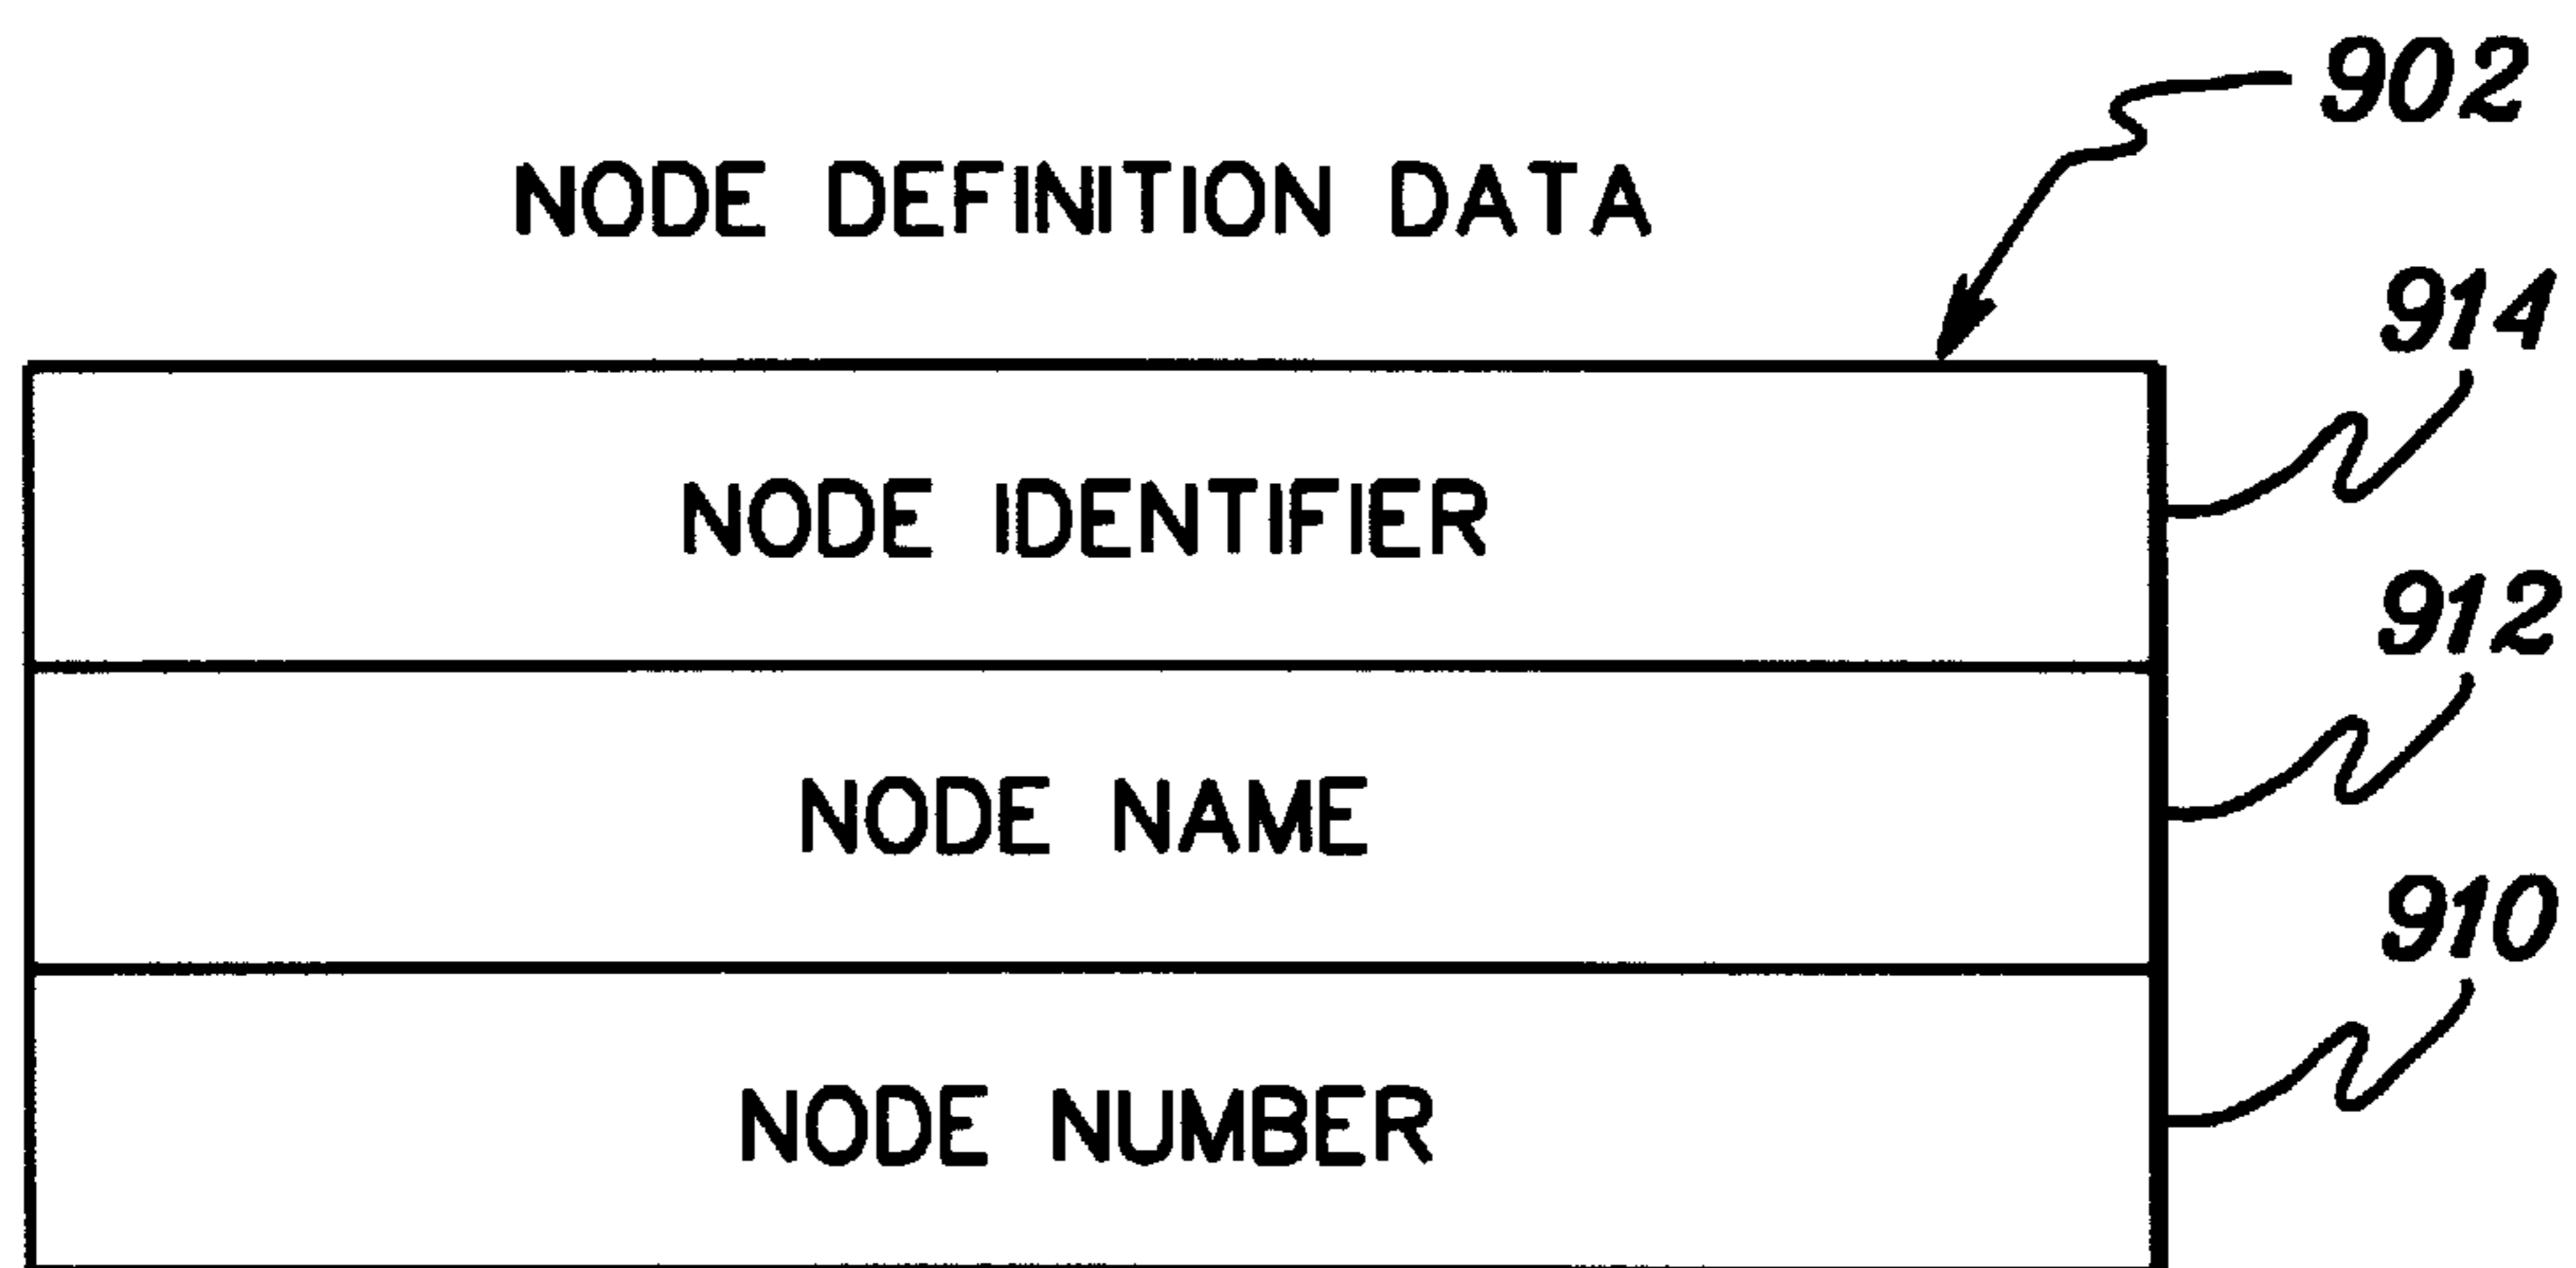 902
NODE DEFINITION DATA
914
NODE IDENTIFIER
912
NODE NAME
910
NODE NUMBER